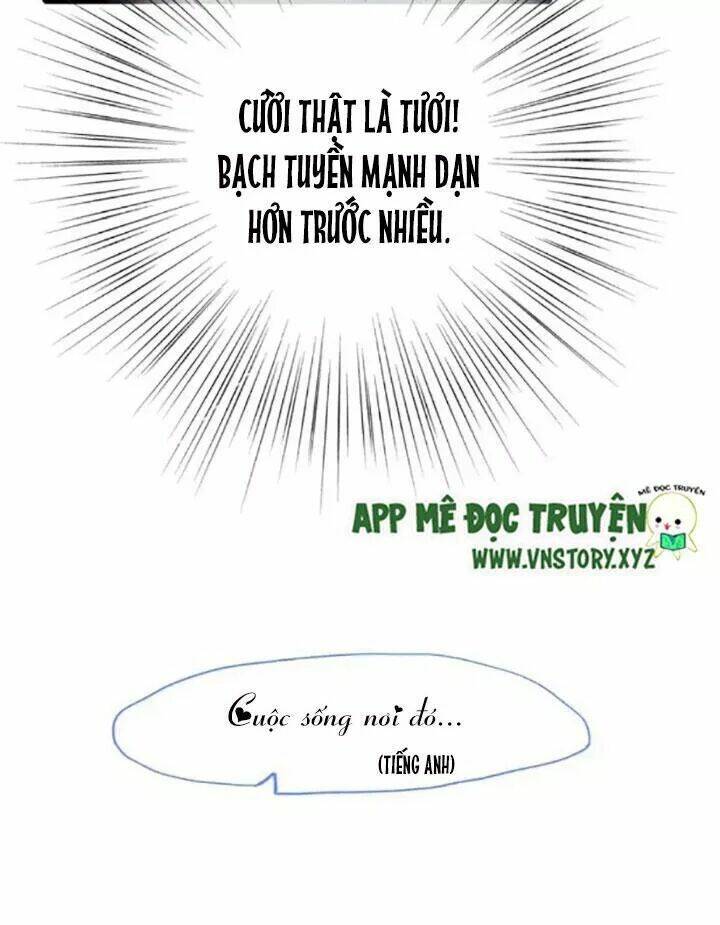 CƯỜI THẬT LÀ TƯƠI!
BẠCH TUYỀN MẠNH DẠN
HƠN TRƯỚC NHIỀU.
MÊ ĐỌC TRUYỆN
APP MÊ ĐỌC TRUYỆN
WWW.VNSTORY.XYZ
Cuộc sống nơi đó...
(TIẾNG ANH)